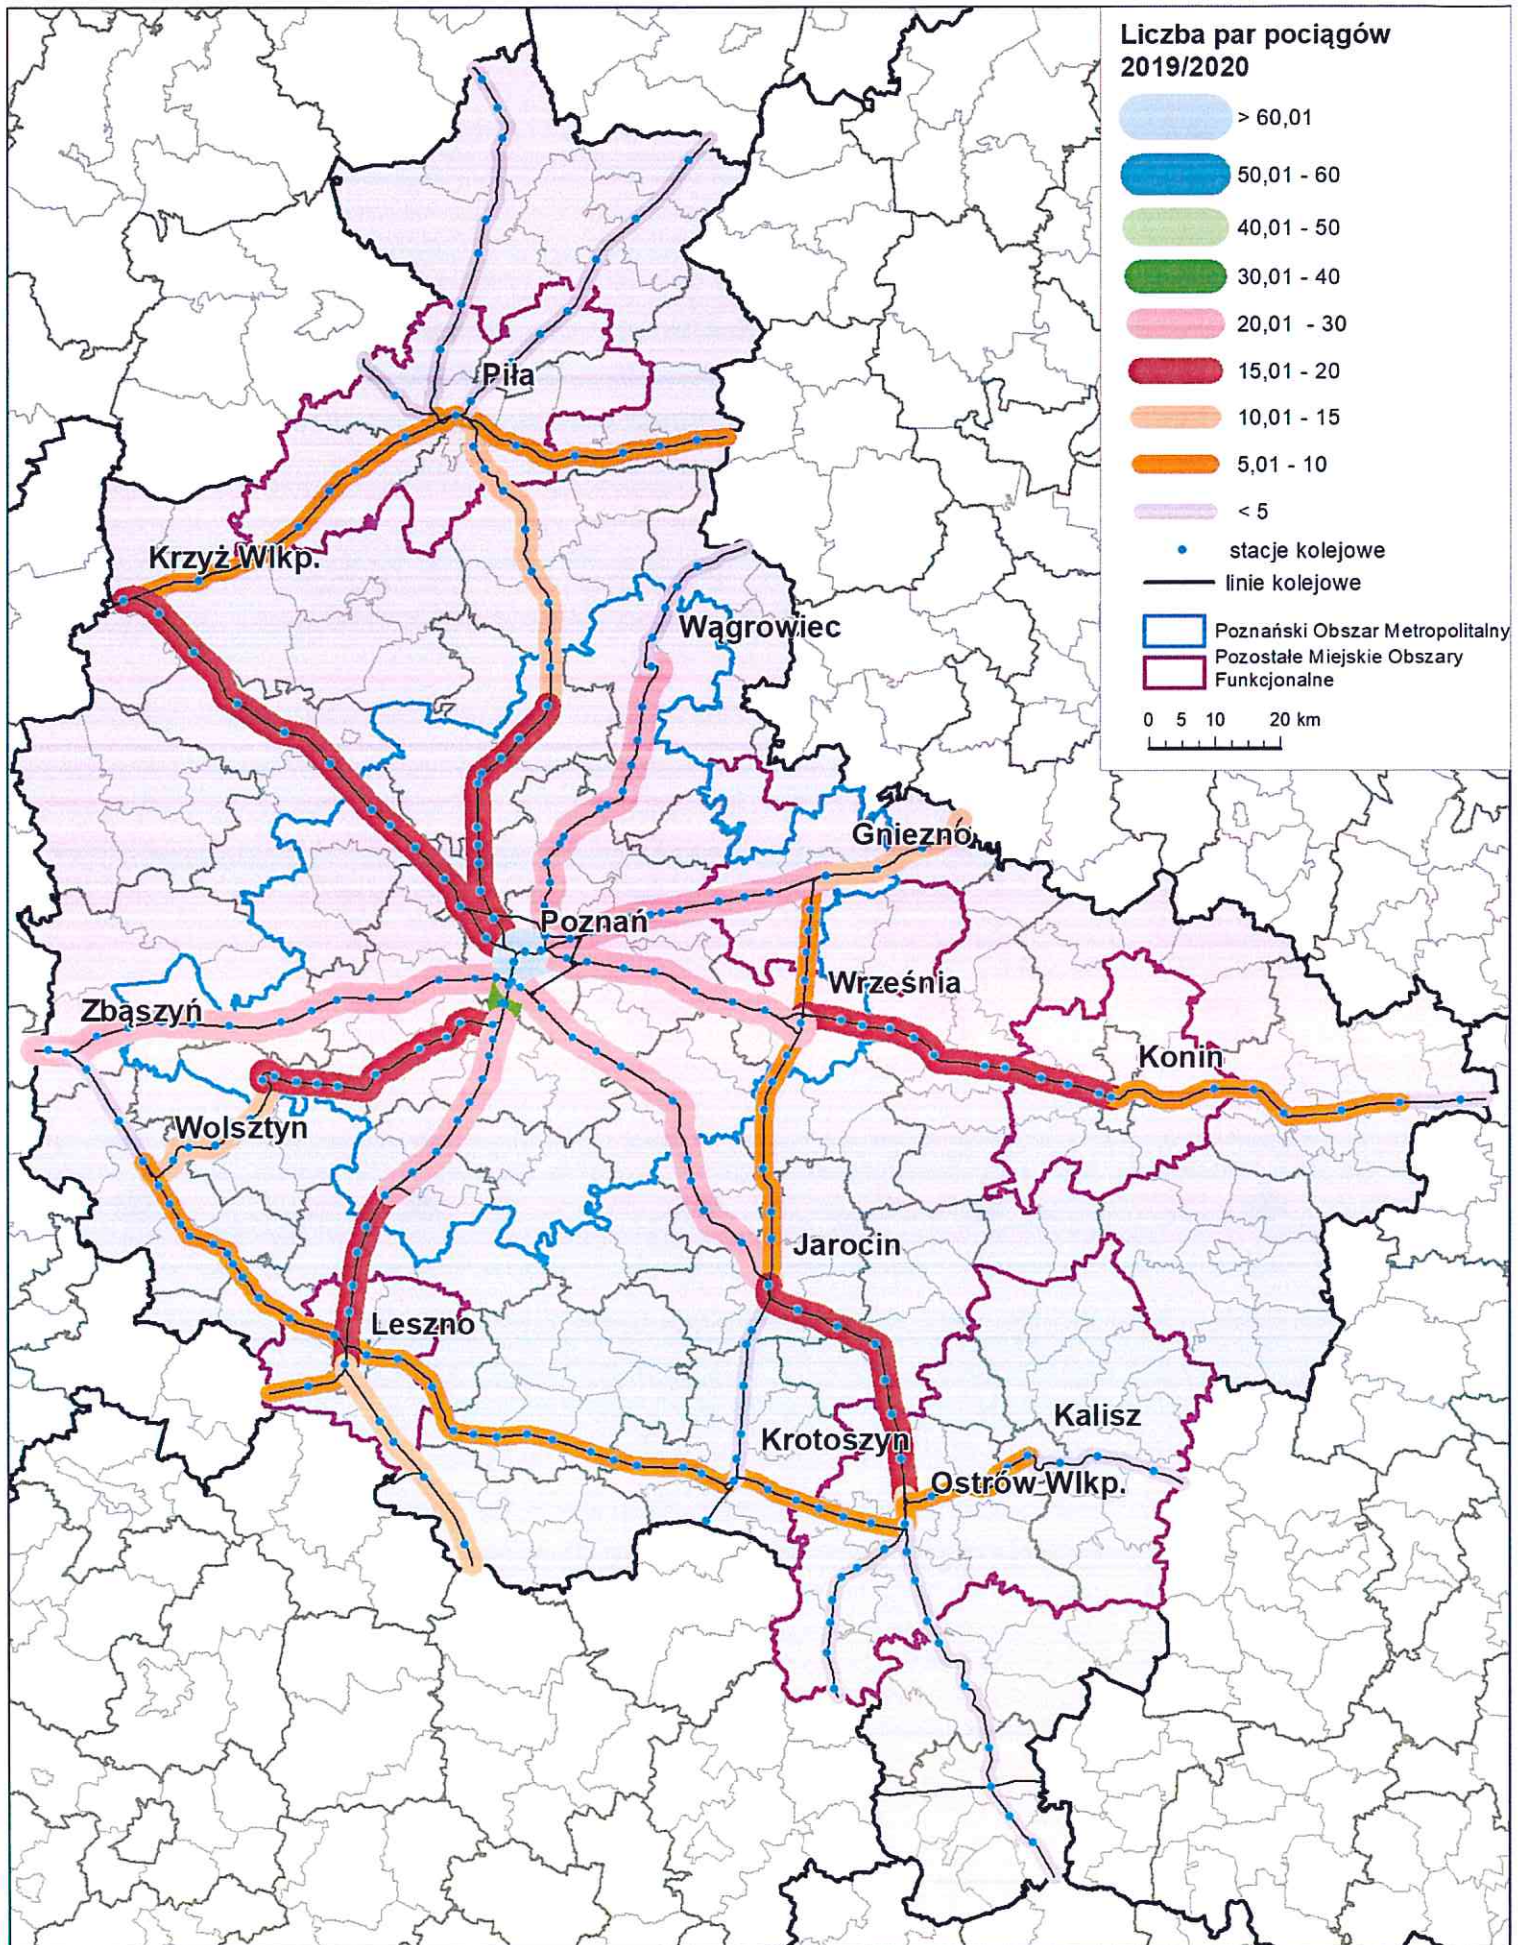 Liczba par pociągów
2019/2020
> 60,01
50,01 - 60
40,01 - 50
30,01 - 40
20,01 - 30
15,01 - 20
10,01 - 15
5,01 - 10
< 5
stacje kolejowe
linie kolejowe
Poznański Obszar Metropolitalny
Pozostałe Miejskie Obszary
Funkcjonalne
0 5 10 20 km
Piła
Krzyż Wlkp.
Wągrowiec
Gniezno
Poznań
Września
Zbąszyń
Konin
Wolsztyn
Jarocin
Leszno
Kalisz
Krotoszyn
Ostrów Wlkp.